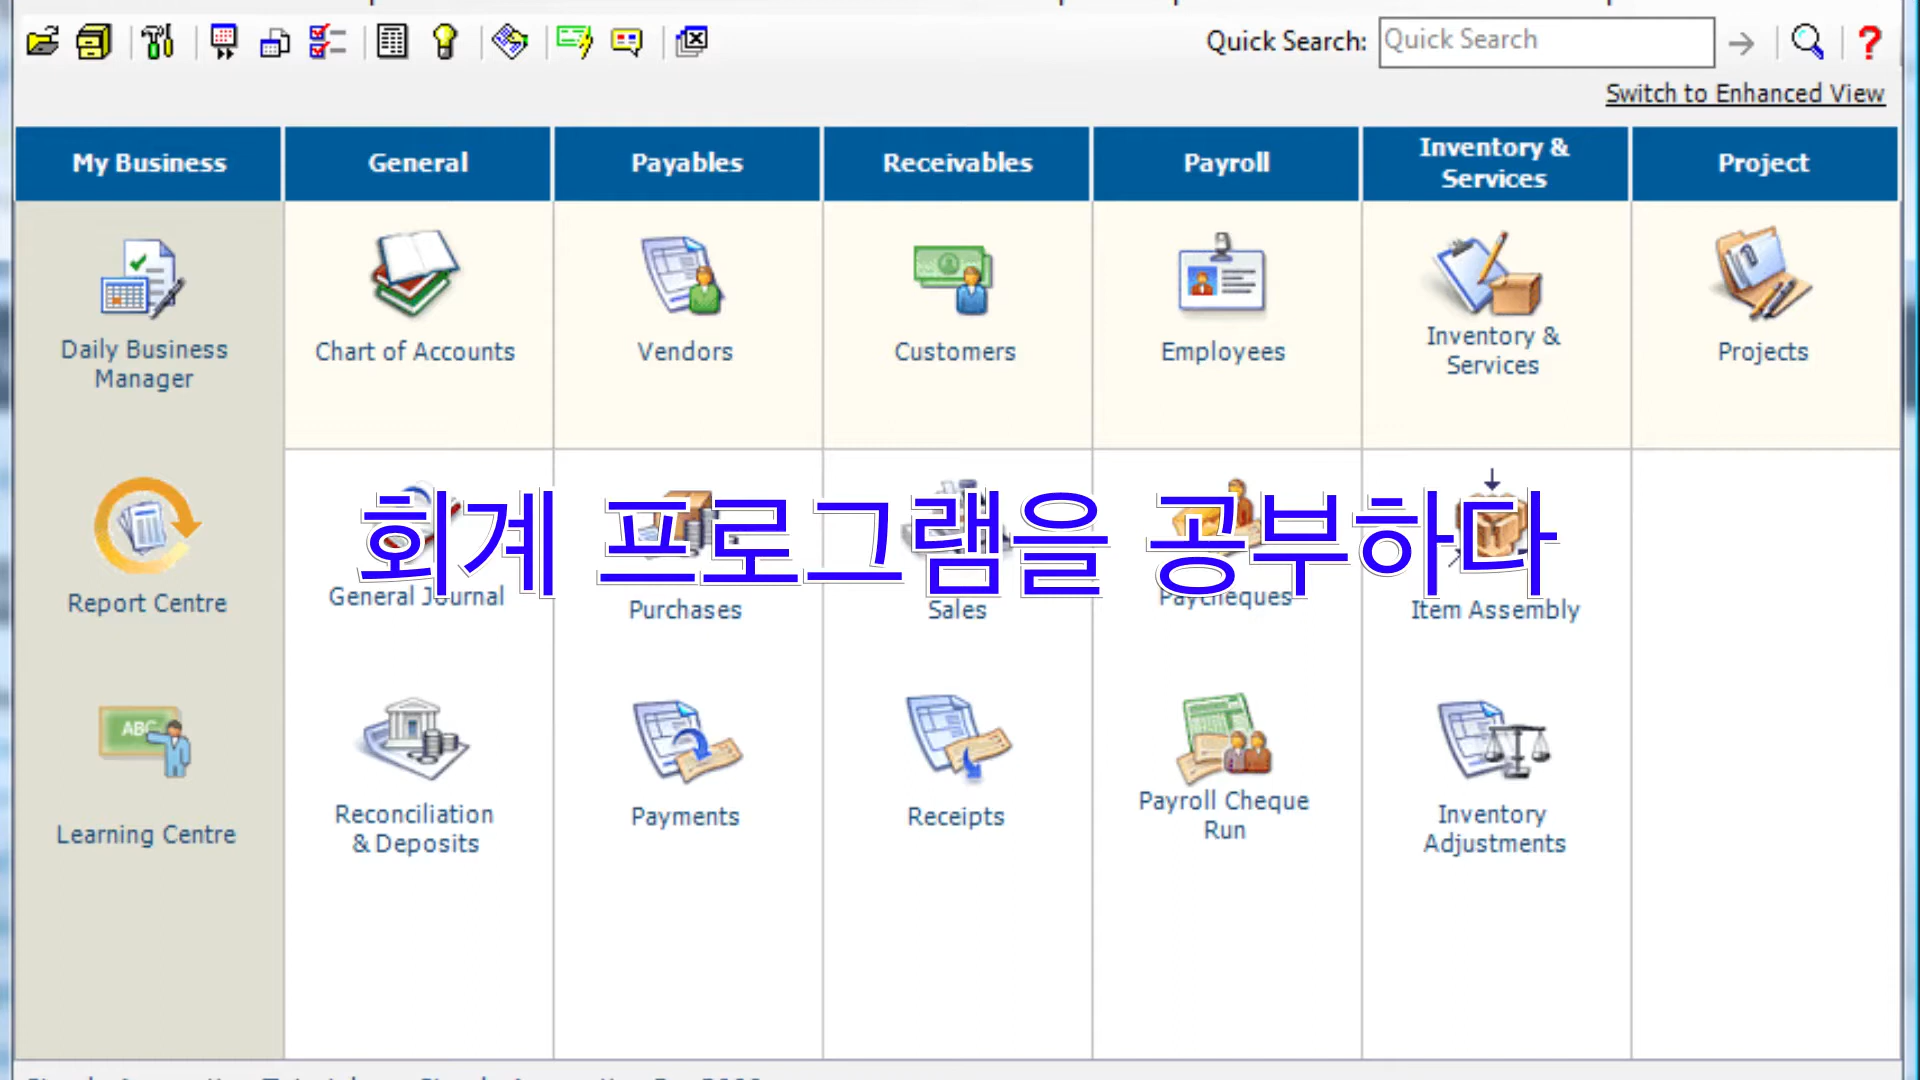 Quick Search: Quick Search
Switch to Enhanced View
My Business
General
Payables
Receivables
Payroll
Inventory &
Services
Project
Daily Business
Manager
Chart of Accounts
Vendors
Customers
Employees
Inventory &
Services
Projects
회계 프로그램을 공부하다
Report Centre
General Journal
Purchases
Sales
Paycheques
Item Assembly
ABC
Learning Centre
Reconciliation
& Deposits
Payments
Receipts
Payroll Cheque
Run
Inventory
Adjustments